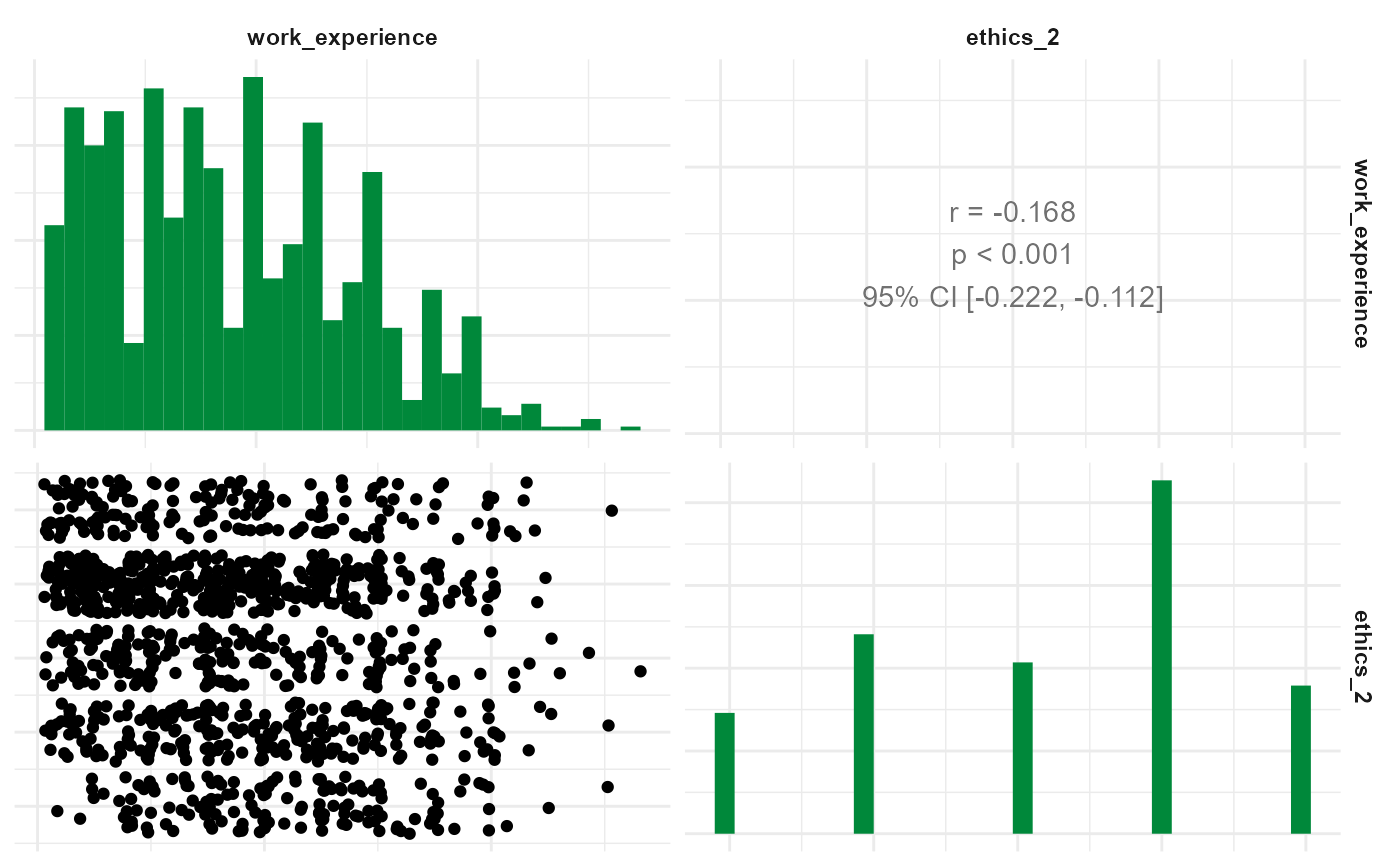 work_experience
ethics_2
r = -0.168
p < 0.001
95% CI [-0.222, -0.112]
work_experience
ethics_2